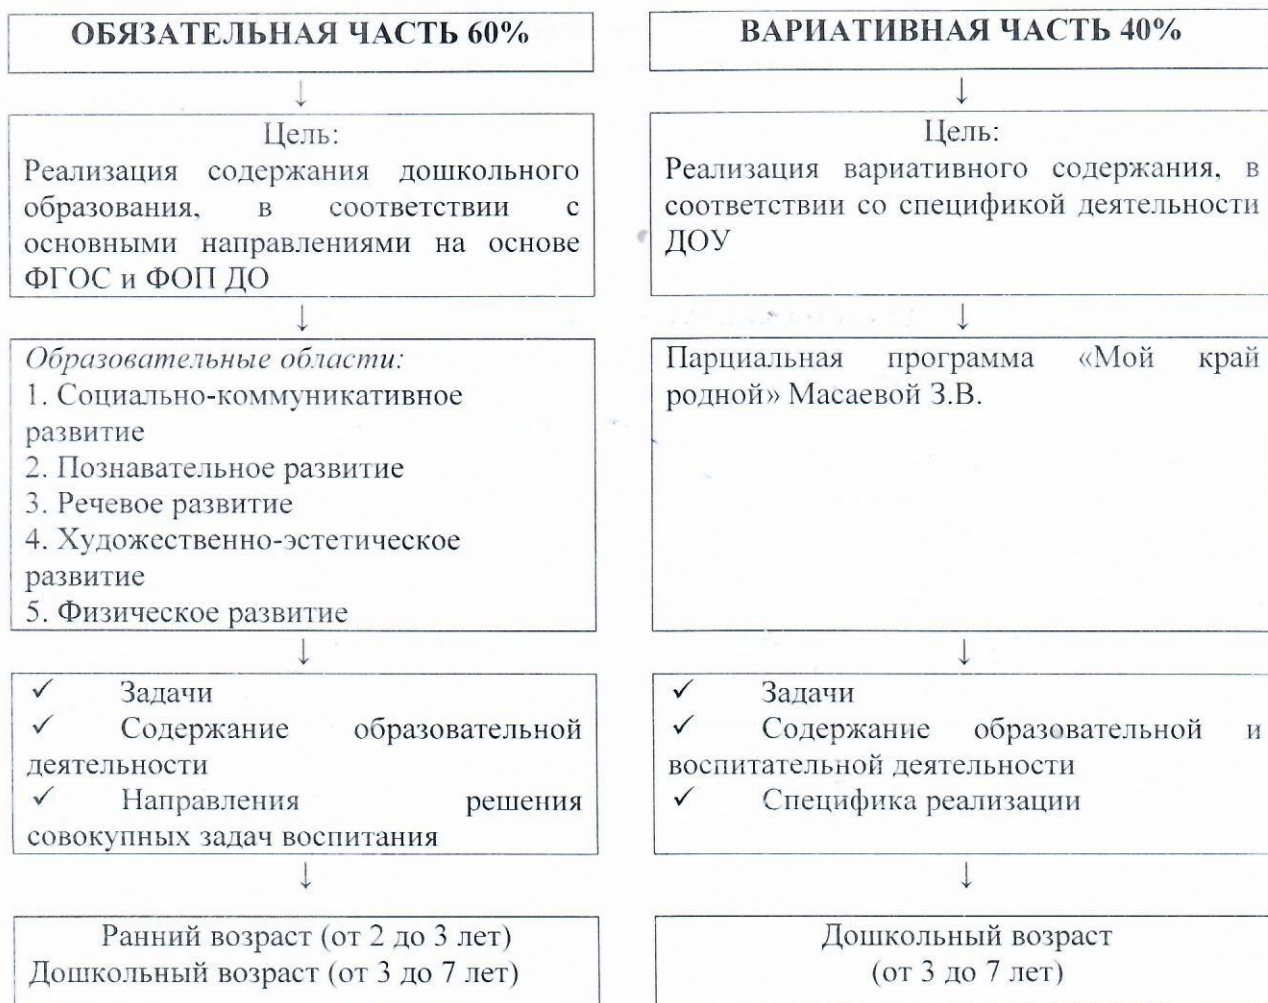 ОБЯЗАТЕЛЬНАЯ ЧАСТЬ 60%
↓
Цель:
Реализация содержания дошкольного
образования, в соответствии с
основными направлениями на основе
ФГОС и ФОП ДО
↓
Образовательные области:
1. Социально-коммуникативное
развитие
2. Познавательное развитие
3. Речевое развитие
4. Художественно-эстетическое
развитие
5. Физическое развитие
↓
✓ Задачи
✓ Содержание образовательной
деятельности
✓ Направления решения
совокупных задач воспитания
↓
Ранний возраст (от 2 до 3 лет)
Дошкольный возраст (от 3 до 7 лет)
ВАРИАТИВНАЯ ЧАСТЬ 40%
↓
Цель:
Реализация вариативного содержания, в
соответствии со спецификой деятельности
ДОУ
↓
Парциальная программа «Мой край
родной» Масаевой З.В.
↓
✓ Задачи
✓ Содержание образовательной и
воспитательной деятельности
✓ Специфика реализации
↓
Дошкольный возраст
(от 3 до 7 лет)